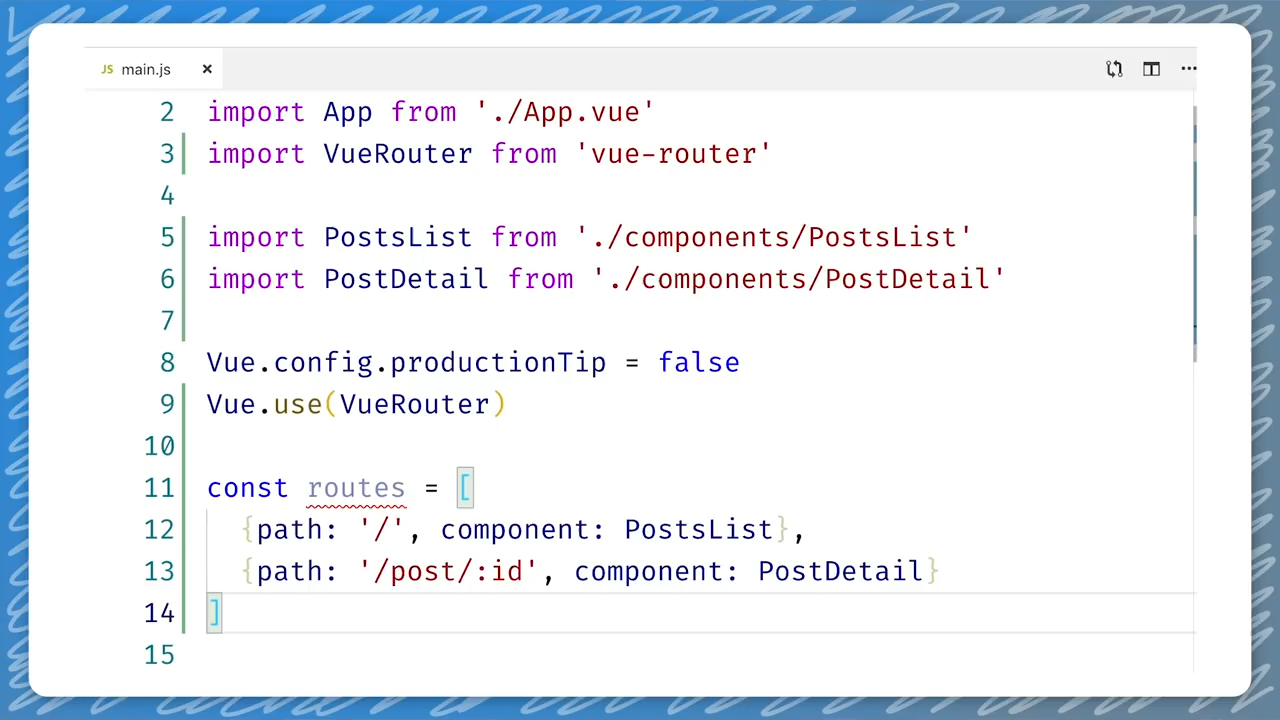 JS main.js ×
2 import App from './App.vue'
3 import VueRouter from 'vue-router'
4
5 import PostsList from './components/PostsList'
6 import PostDetail from './components/PostDetail'
7
8 Vue.config.productionTip = false
9 Vue.use(VueRouter)
10
11 const routes = [
12   {path: '/', component: PostsList},
13   {path: '/post/:id', component: PostDetail}
14 ]
15